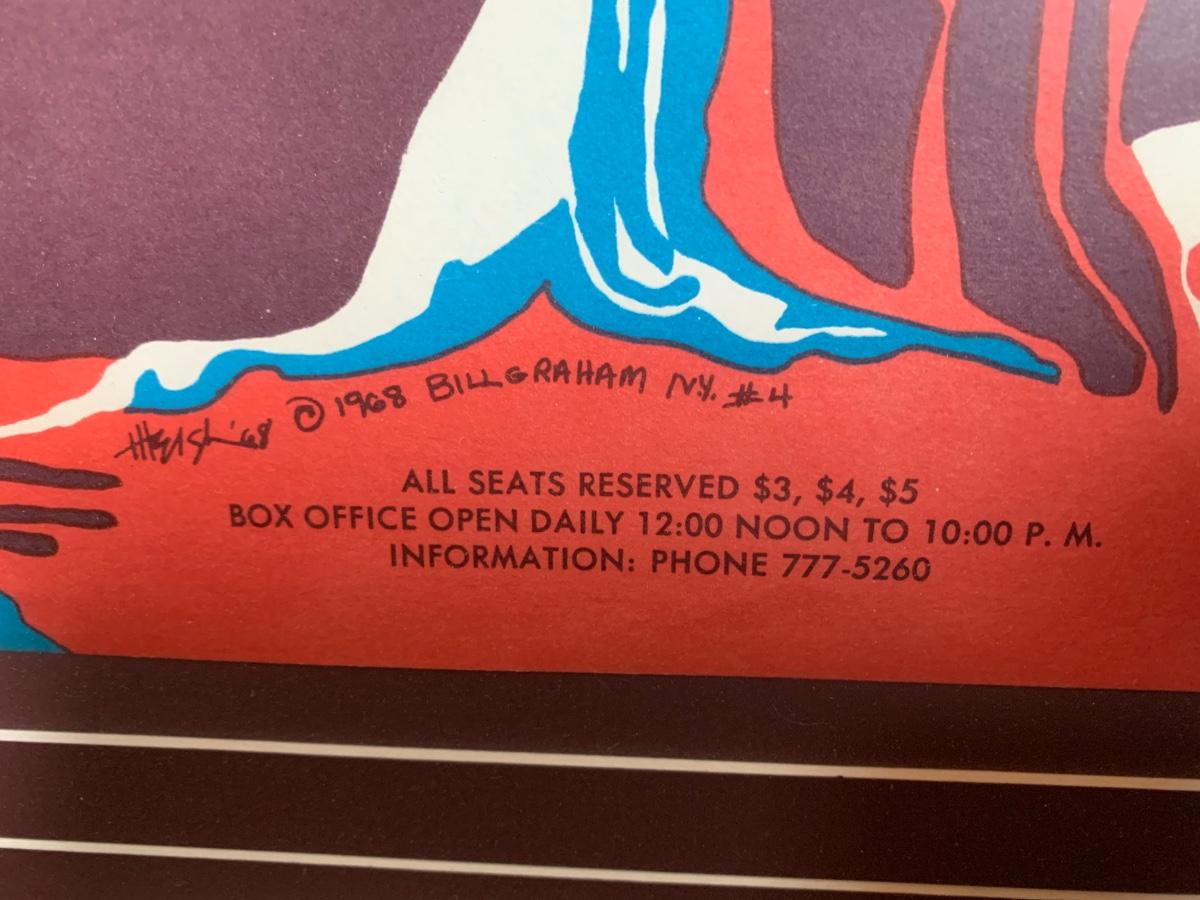 © 1968 BILL GRAHAM N.Y. #4
'68
ALL SEATS RESERVED $3, $4, $5
BOX OFFICE OPEN DAILY 12:00 NOON TO 10:00 P. M.
INFORMATION: PHONE 777-5260